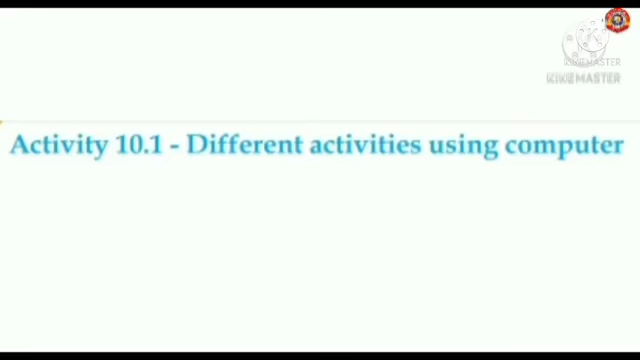 KINEMASTER
KINEMASTER
Activity 10.1 - Different activities using computer